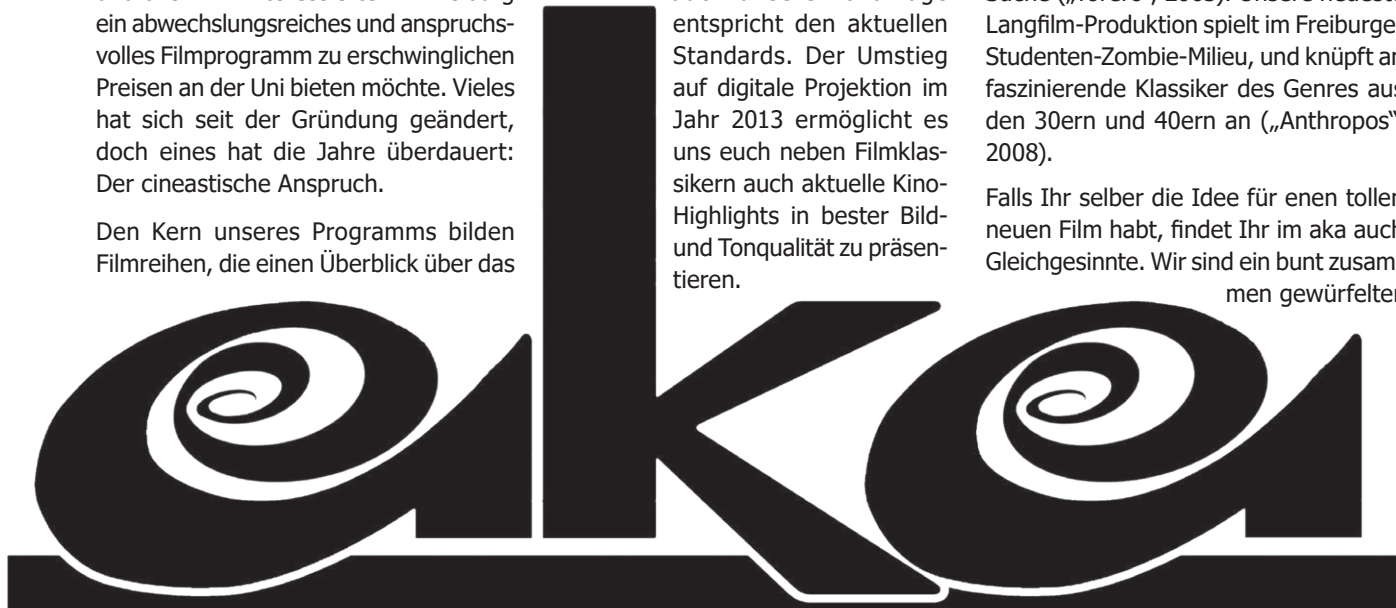 ein abwechslungsreiches und anspruchs-
volles Filmprogramm zu erschwinglichen
Preisen an der Uni bieten möchte. Vieles
hat sich seit der Gründung geändert,
doch eines hat die Jahre überdauert:
Der cineastische Anspruch.
Den Kern unseres Programms bilden
Filmreihen, die einen Überblick über das
entspricht den aktuellen
Standards. Der Umstieg
auf digitale Projektion im
Jahr 2013 ermöglicht es
uns euch neben Filmklas-
sikern auch aktuelle Kino-
Highlights in bester Bild-
und Tonqualität zu präsen-
tieren.
Langfilm-Produktion spielt im Freiburge
Studenten-Zombie-Milieu, und knüpft an
faszinierende Klassiker des Genres aus
den 30ern und 40ern an („Anthropos“
2008).
Falls Ihr selber die Idee für enen tollen
neuen Film habt, findet Ihr im aka auch
Gleichgesinnte. Wir sind ein bunt zusam
men gewürfelter
aka